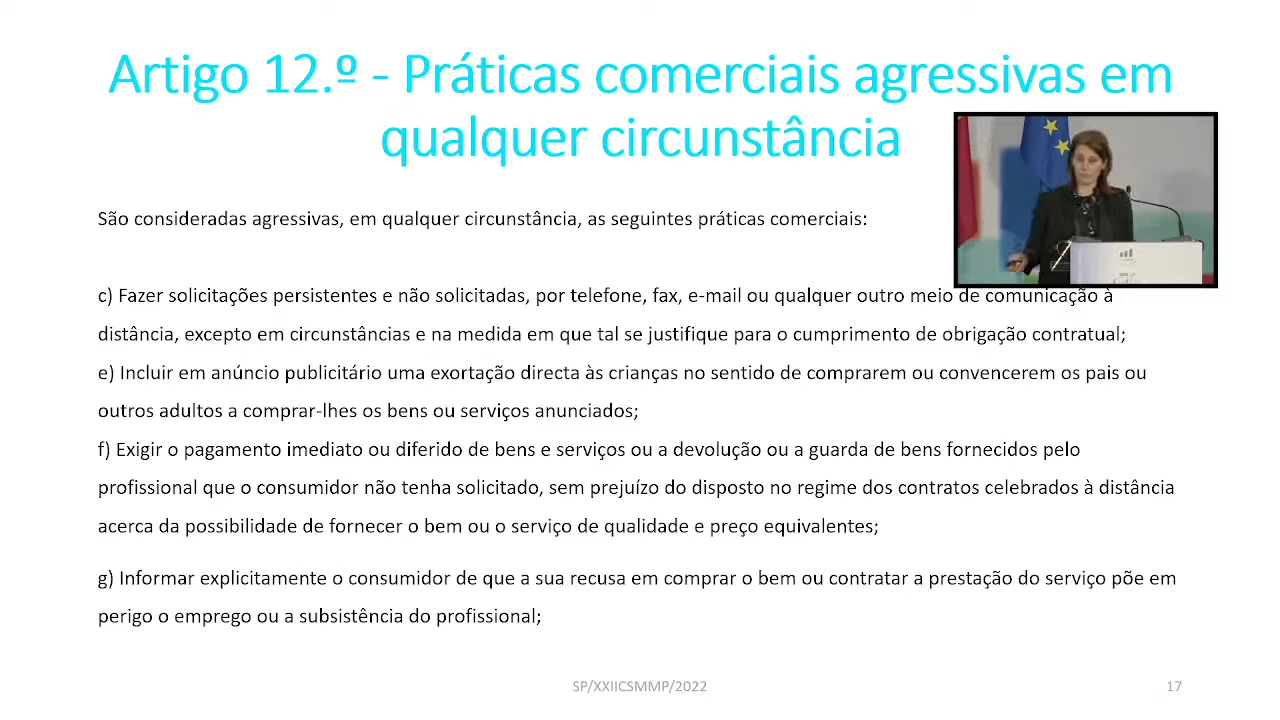 Artigo 12.º - Práticas comerciais agressivas em
qualquer circunstância
São consideradas agressivas, em qualquer circunstância, as seguintes práticas comerciais:
c) Fazer solicitações persistentes e não solicitadas, por telefone, fax, e-mail ou qualquer outro meio de comunicação à
distância, excepto em circunstâncias e na medida em que tal se justifique para o cumprimento de obrigação contratual;
e) Incluir em anúncio publicitário uma exortação directa às crianças no sentido de comprarem ou convencerem os pais ou
outros adultos a comprar-lhes os bens ou serviços anunciados;
f) Exigir o pagamento imediato ou diferido de bens e serviços ou a devolução ou a guarda de bens fornecidos pelo
profissional que o consumidor não tenha solicitado, sem prejuízo do disposto no regime dos contratos celebrados à distância
acerca da possibilidade de fornecer o bem ou o serviço de qualidade e preço equivalentes;
g) Informar explicitamente o consumidor de que a sua recusa em comprar o bem ou contratar a prestação do serviço põe em
perigo o emprego ou a subsistência do profissional;
SP/XXIICSMMP/2022
17